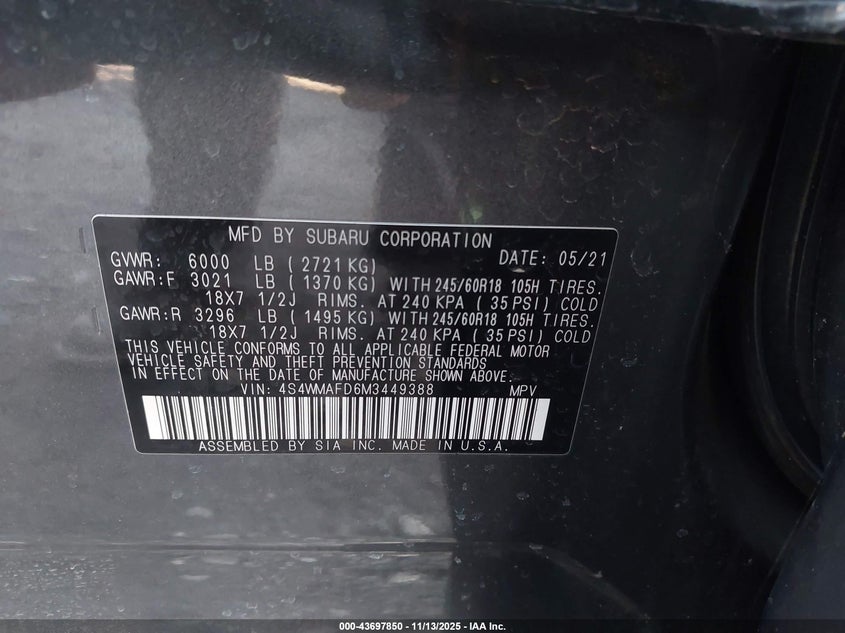 MFD BY SUBARU CORPORATION DATE: 05/21
GVWR: 6000 LB ( 2721 KG)
GAWR:F 3021 LB ( 1370 KG) WITH 245/60R18 105H TIRES.
18X7 1/2J RIMS. AT 240 KPA ( 35 PSI) COLD
GAWR:R 3296 LB ( 1495 KG) WITH 245/60R18 105H TIRES.
18X7 1/2J RIMS. AT 240 KPA ( 35 PSI) COLD
THIS VEHICLE CONFORMS TO ALL APPLICABLE FEDERAL MOTOR
VEHICLE SAFETY AND THEFT PREVENTION STANDARDS
IN EFFECT ON THE DATE OF MANUFACTURE SHOWN ABOVE.
VIN: 4S4WMAFD6M3449388 MPV
ASSEMBLED BY SIA INC. MADE IN U.S.A.
000-43697850 - 11/13/2025 - IAA Inc.